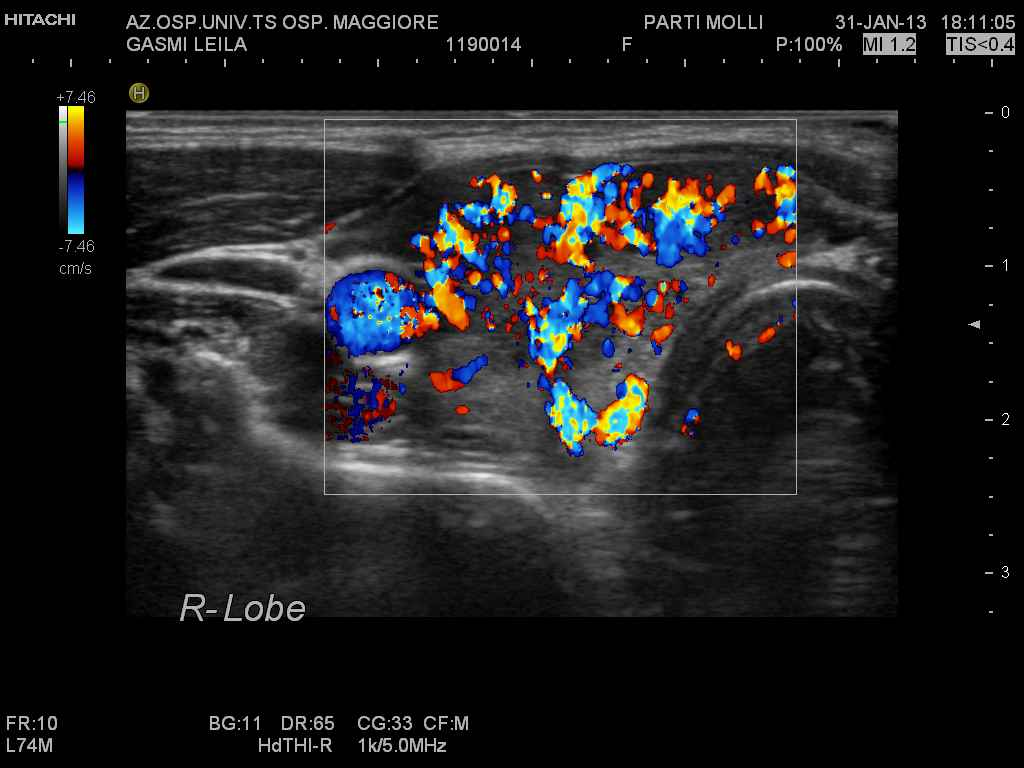 HITACHI AZ.OSP.UNIV.TS OSP. MAGGIORE PARTI MOLLI 31-JAN-13 18:11:05
GASMI LEILA 1190014 F P:100% MI 1.2 TIS<0.4
+7.46
H
0
-7.46
cm/s
1
2
3
R-Lobe
FR:10 BG:11 DR:65 CG:33 CF:M
L74M HdTHI-R 1k/5.0MHz